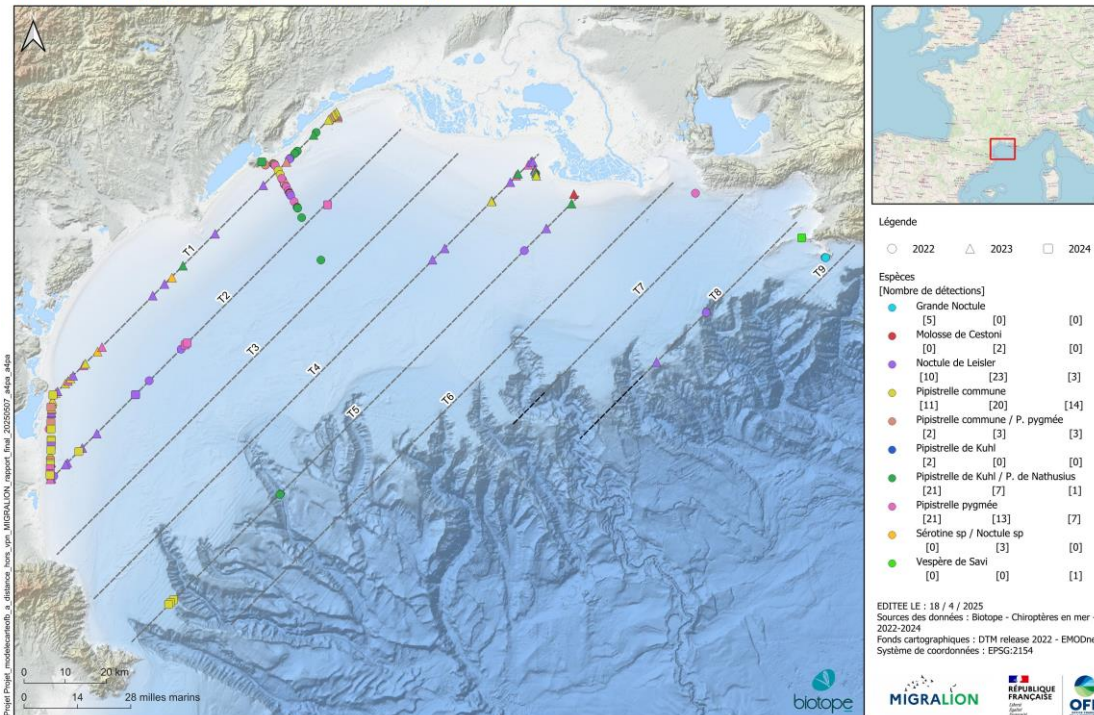 T1
T2
T3
T4
T5
T6
T7
T8
T9
Projet Projet_modelecarteofb_a_distance_hors_vpn_MIGRALION_rapport_final_20250507_a4pa_a4pa
0 10 20 km
0 14 28 milles marins
biotope
Légende
2022 2023 2024
Espèces
[Nombre de détections]
Grande Noctule
[5] [0] [0]
Molosse de Cestoni
[0] [2] [0]
Noctule de Leisler
[10] [23] [3]
Pipistrelle commune
[11] [20] [14]
Pipistrelle commune / P. pygmée
[2] [3] [3]
Pipistrelle de Kuhl
[2] [0] [0]
Pipistrelle de Kuhl / P. de Nathusius
[21] [7] [1]
Pipistrelle pygmée
[21] [13] [7]
Sérotine sp / Noctule sp
[0] [3] [0]
Vespère de Savi
[0] [0] [1]
EDITEE LE : 18 / 4 / 2025
Sources des données : Biotope - Chiroptères en mer -
2022-2024
Fonds cartographiques : DTM release 2022 - EMODne
Système de coordonnées : EPSG:2154
MIGRALION
RÉPUBLIQUE
FRANÇAISE
Liberté
Égalité
Fraternité
OFB